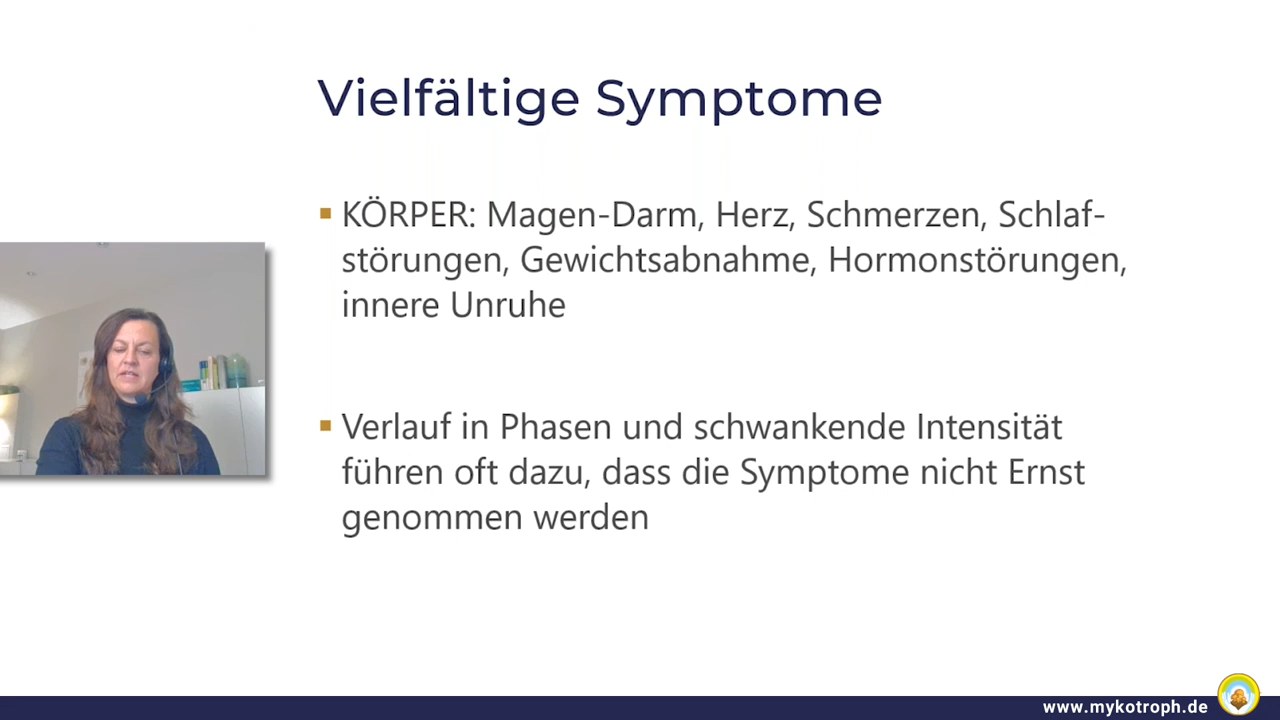 Vielfältige Symptome
▪ KÖRPER: Magen-Darm, Herz, Schmerzen, Schlaf-
störungen, Gewichtsabnahme, Hormonstörungen,
innere Unruhe
▪ Verlauf in Phasen und schwankende Intensität
führen oft dazu, dass die Symptome nicht Ernst
genommen werden
www.mykotroph.de